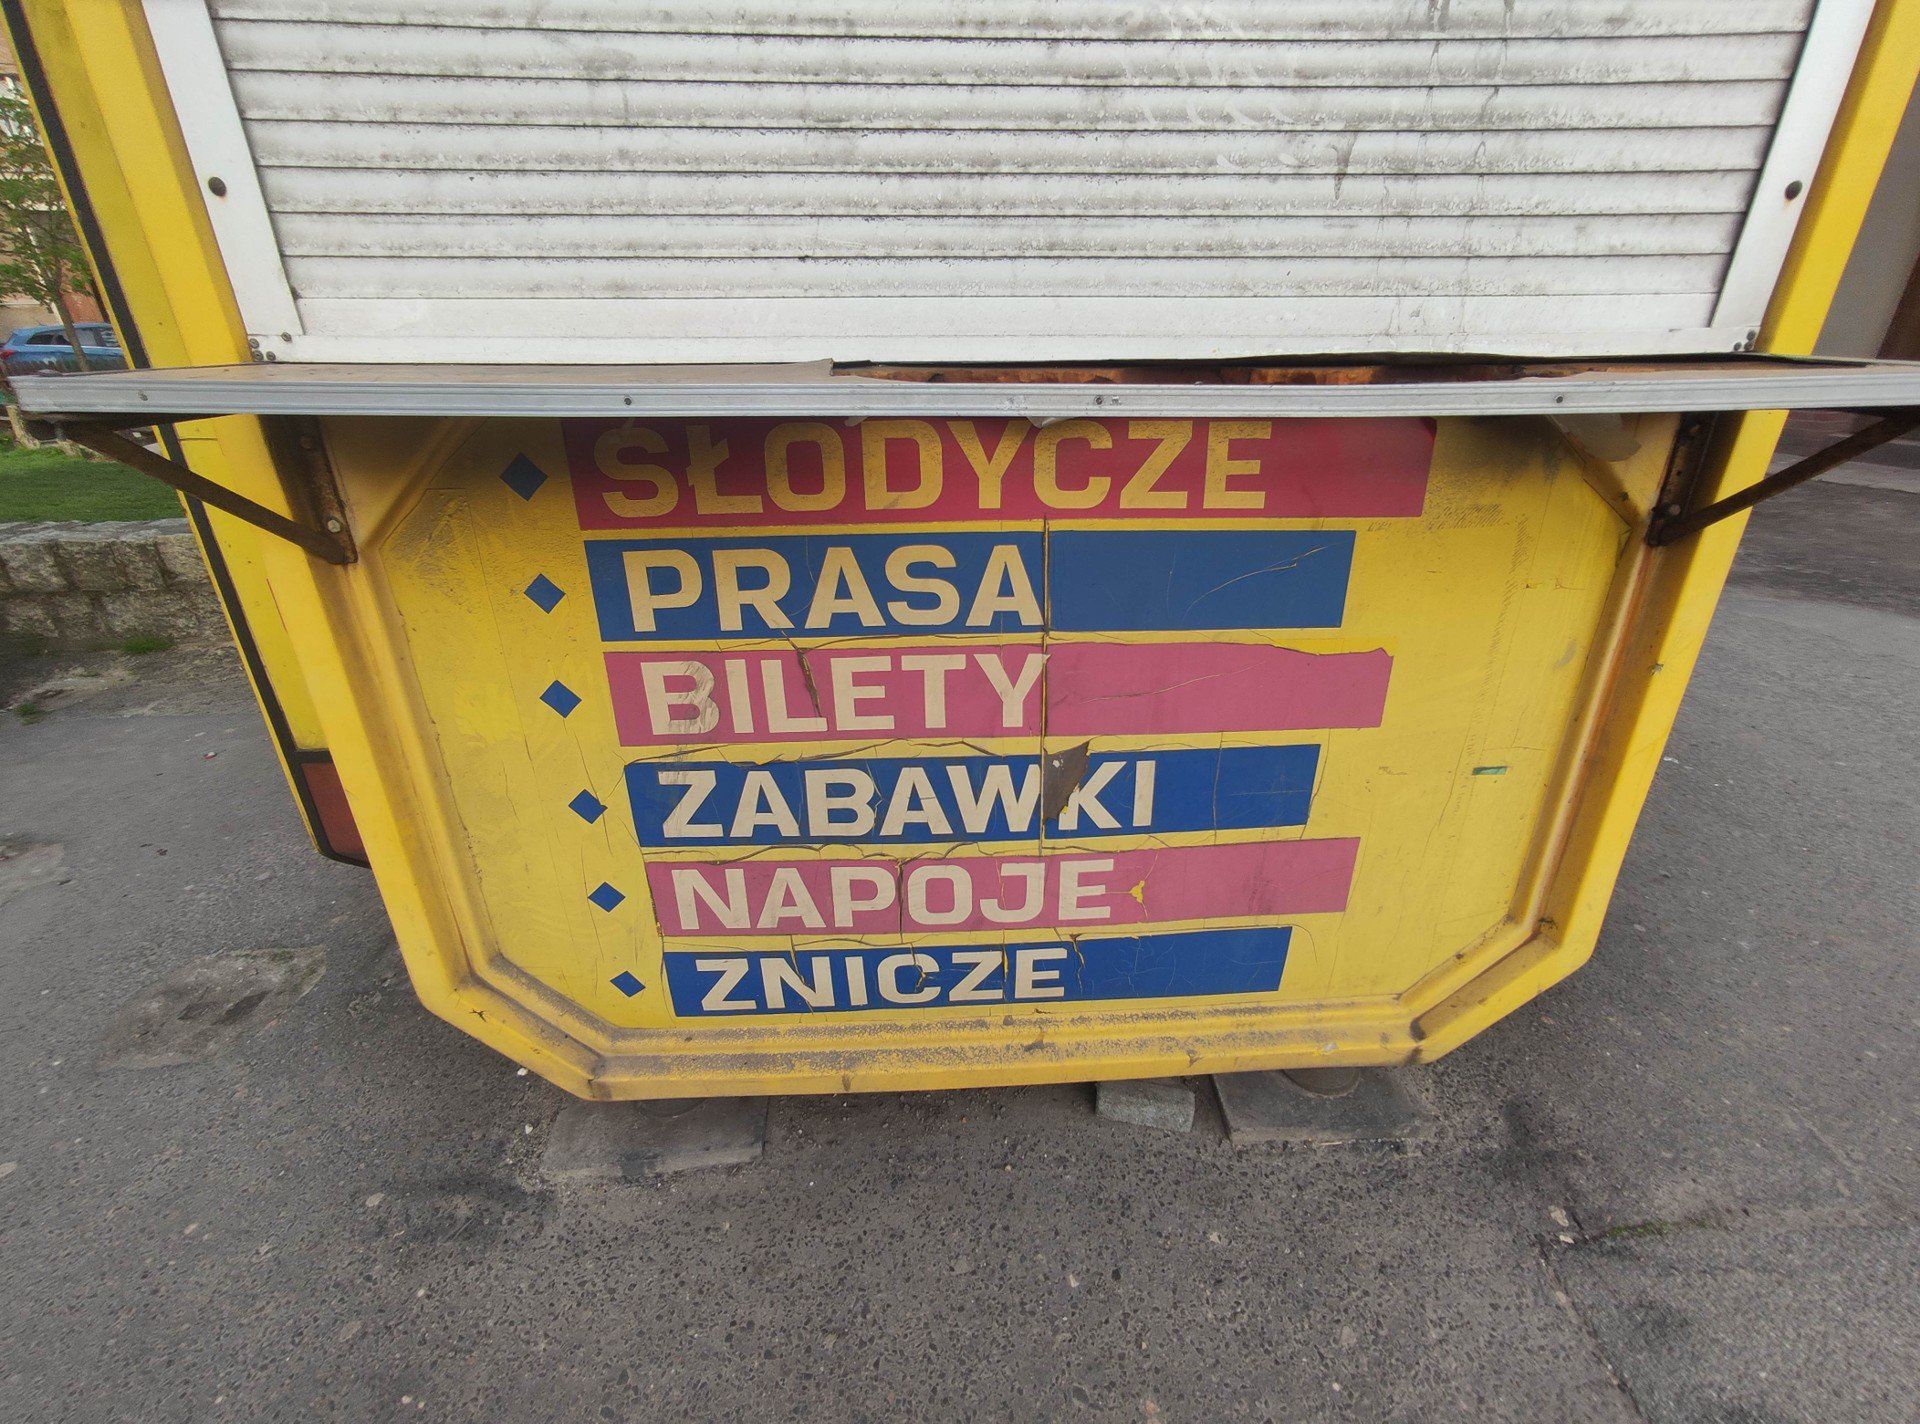 SŁODYCZE
PRASA
BILETY
ZABAWKI
NAPOJE
ZNICZE